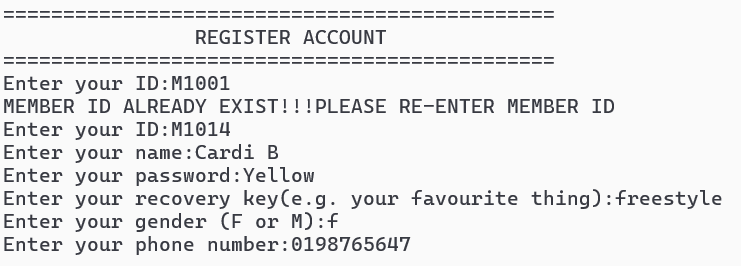 ==============================================
REGISTER ACCOUNT
==============================================
Enter your ID:M1001
MEMBER ID ALREADY EXIST!!!PLEASE RE-ENTER MEMBER ID
Enter your ID:M1014
Enter your name:Cardi B
Enter your password:Yellow
Enter your recovery key(e.g. your favourite thing):freestyle
Enter your gender (F or M):f
Enter your phone number:0198765647